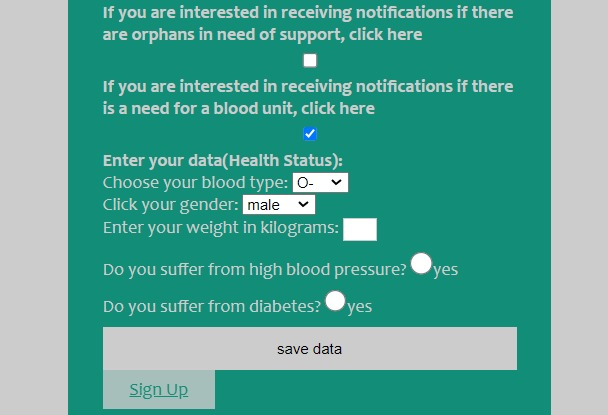 If you are interested in receiving notifications if there
are orphans in need of support, click here
If you are interested in receiving notifications if there
is a need for a blood unit, click here
Enter your data(Health Status):
Choose your blood type: O-
Click your gender: male
Enter your weight in kilograms:
Do you suffer from high blood pressure? yes
Do you suffer from diabetes? yes
save data
Sign Up